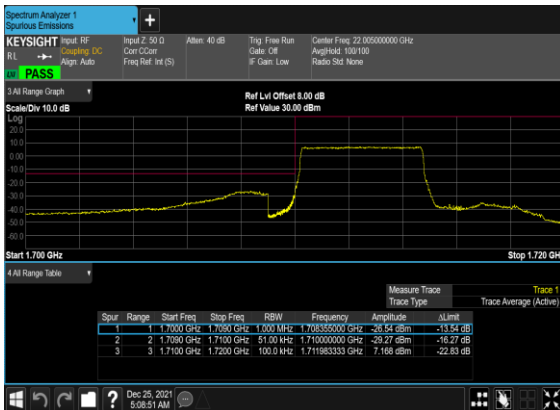 Spectrum Analyzer 1
Spurious Emissions
+
KEYSIGHT Input: RF Input Z: 50 Ω Atten: 40 dB Trig: Free Run Center Freq: 22.005000000 GHz
RL Coupling: DC Corr CCorr Gate: Off Avg|Hold: 100/100
Align: Auto Freq Ref: Int (S) IF Gain: Low Radio Std: None
PASS
3 All Range Graph
Ref Lvl Offset 8.00 dB
Scale/Div 10.0 dB Ref Value 30.00 dBm
Log
20.0
10.0
0.00
-10.0
-20.0
-30.0
-40.0
-50.0
-60.0
Start 1.700 GHz Stop 1.720 GH
4 All Range Table
Measure Trace Trace 1
Trace Type Trace Average (Active)
Spur Range Start Freq Stop Freq RBW Frequency Amplitude ΔLimit
1 1 1.7000 GHz 1.7090 GHz 1.000 MHz 1.708355000 GHz -26.54 dBm -13.54 dB
2 2 1.7090 GHz 1.7100 GHz 51.00 kHz 1.710000000 GHz -29.27 dBm -16.27 dB
3 3 1.7100 GHz 1.7200 GHz 100.0 kHz 1.711983333 GHz 7.168 dBm -22.83 dB
? Dec 25, 2021
5:08:51 AM